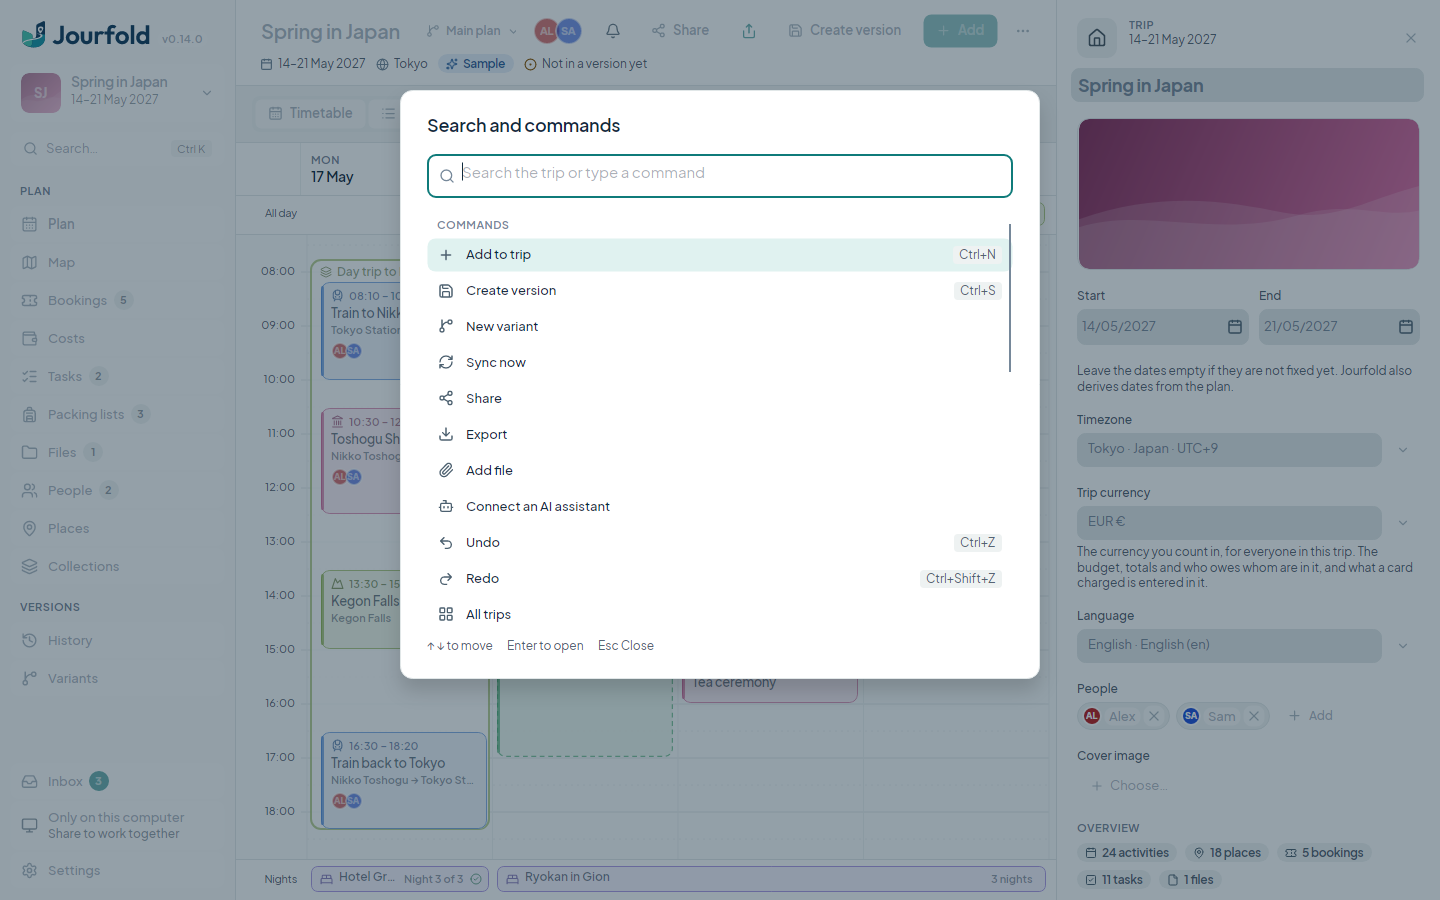 Jourfold v0.14.0
SJ
Spring in Japan
14–21 May 2027
Search...
Ctrl K
PLAN
Plan
Map
Bookings 5
Costs
Tasks 2
Packing lists 3
Files 1
People 2
Places
Collections
VERSIONS
History
Variants
Inbox 3
Only on this computer
Share to work together
Settings
Spring in Japan
Main plan
AL SA
Share
Create version
+ Add
14–21 May 2027
Tokyo
Sample
Not in a version yet
Timetable
MON
17 May
All day
08:00
09:00
10:00
11:00
12:00
13:00
14:00
15:00
16:00
17:00
18:00
Day trip to
08:10 – 10
Train to Nikk
Tokyo Station
AL SA
10:30 – 12
Toshogu Sh
Nikko Toshog
AL SA
13:30 – 15
Kegon Falls
Kegon Falls
16:30 – 18:20
Train back to Tokyo
Nikko Toshogu → Tokyo St...
AL SA
Tea ceremony
Nights
Hotel Gr...
Night 3 of 3
Ryokan in Gion
3 nights
Search and commands
Search the trip or type a command
COMMANDS
Add to trip
Ctrl+N
Create version
Ctrl+S
New variant
Sync now
Share
Export
Add file
Connect an AI assistant
Undo
Ctrl+Z
Redo
Ctrl+Shift+Z
All trips
↑↓ to move
Enter to open
Esc Close
TRIP
14–21 May 2027
Spring in Japan
Start
End
14/05/2027
21/05/2027
Leave the dates empty if they are not fixed yet. Jourfold also
derives dates from the plan.
Timezone
Tokyo · Japan · UTC+9
Trip currency
EUR €
The currency you count in, for everyone in this trip. The
budget, totals and who owes whom are in it, and what a card
charged is entered in it.
Language
English · English (en)
People
AL Alex
SA Sam
+ Add
Cover image
+ Choose...
OVERVIEW
24 activities
18 places
5 bookings
11 tasks
1 files